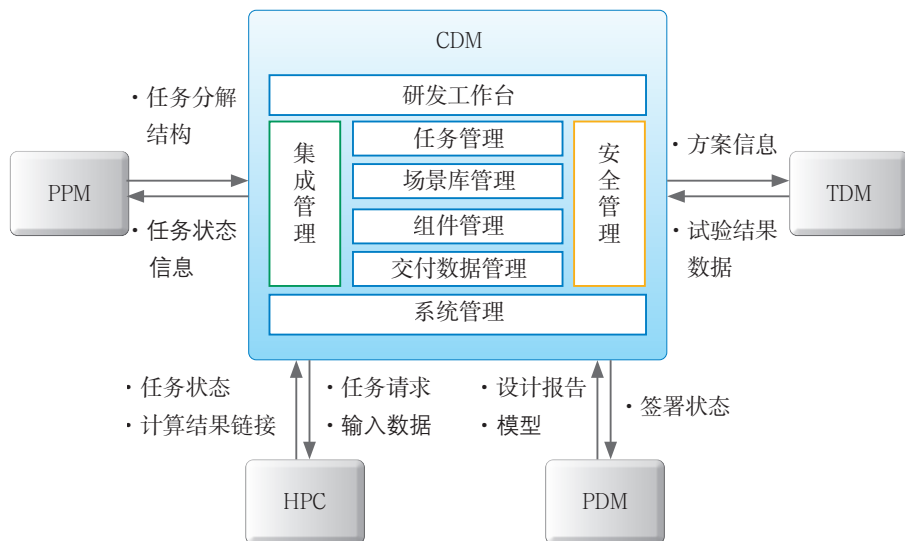 CDM
研发工作台
集成管理
任务管理
场景库管理
组件管理
交付数据管理
安全管理
系统管理
·任务分解
结构
PPM
·任务状态
信息
·方案信息
TDM
·试验结果
数据
·任务状态
·计算结果链接
·任务请求
·输入数据
·设计报告
·模型
·签署状态
HPC
PDM